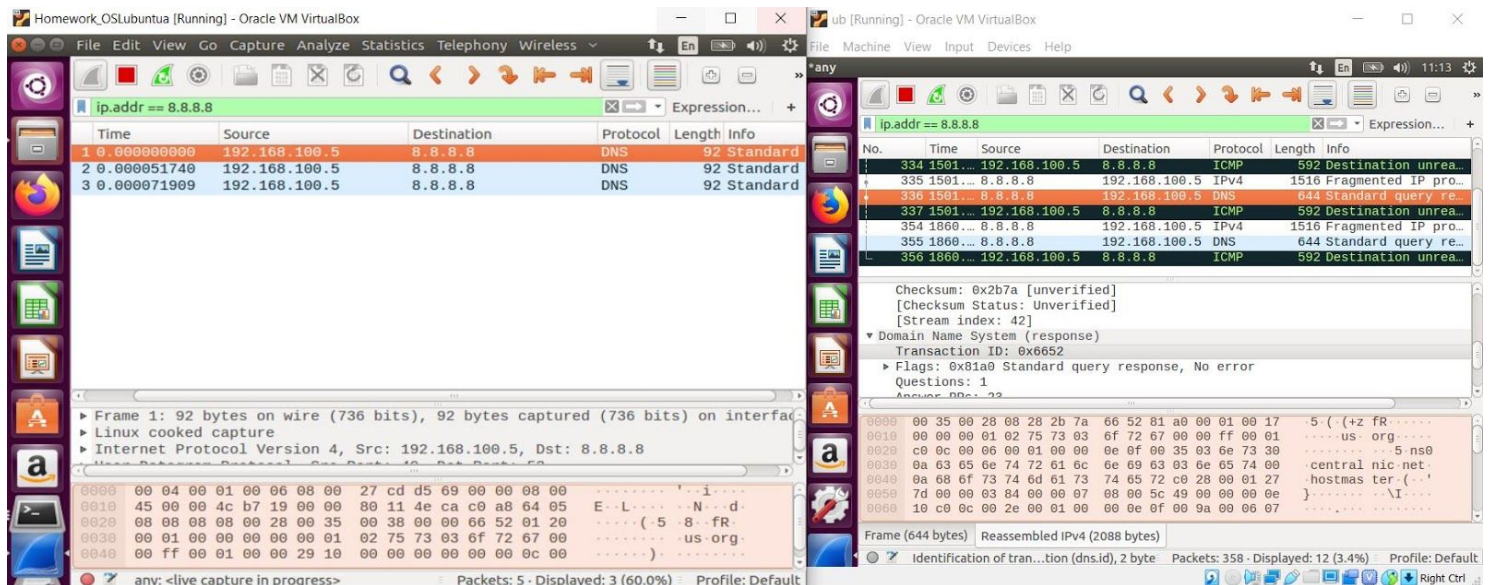 Homework_OSLubuntua [Running] - Oracle VM VirtualBox
File Edit View Go Capture Analyze Statistics Telephony Wireless
En
ip.addr == 8.8.8.8
Expression… +
Time Source Destination Protocol Length Info
1 0.000000000 192.168.100.5 8.8.8.8 DNS 92 Standard
2 0.000051740 192.168.100.5 8.8.8.8 DNS 92 Standard
3 0.000071909 192.168.100.5 8.8.8.8 DNS 92 Standard
Frame 1: 92 bytes on wire (736 bits), 92 bytes captured (736 bits) on interfac
Linux cooked capture
Internet Protocol Version 4, Src: 192.168.100.5, Dst: 8.8.8.8
0000 00 04 00 01 00 06 08 00 27 cd d5 69 00 00 08 00 ········ '··i····
0010 45 00 00 4c b7 19 00 00 80 11 4e ca c0 a8 64 05 E··L···· ··N···d·
0020 08 08 08 08 00 28 00 35 00 38 00 00 66 52 01 20 ·····(·5 ·8··fR·
0030 00 01 00 00 00 00 00 01 02 75 73 03 6f 72 67 00 ········ ·us·org·
0040 00 ff 00 01 00 00 29 10 00 00 00 00 00 00 0c 00 ······)· ········
any: <live capture in progress> Packets: 5 · Displayed: 3 (60.0%) Profile: Default
ub [Running] - Oracle VM VirtualBox
File Machine View Input Devices Help
*any En 11:13
ip.addr == 8.8.8.8
Expression… +
No. Time Source Destination Protocol Length Info
334 1501.… 192.168.100.5 8.8.8.8 ICMP 592 Destination unrea…
335 1501.… 8.8.8.8 192.168.100.5 IPv4 1516 Fragmented IP pro…
336 1501.… 8.8.8.8 192.168.100.5 DNS 644 Standard query re…
337 1501.… 192.168.100.5 8.8.8.8 ICMP 592 Destination unrea…
354 1860.… 8.8.8.8 192.168.100.5 IPv4 1516 Fragmented IP pro…
355 1860.… 8.8.8.8 192.168.100.5 DNS 644 Standard query re…
356 1860.… 192.168.100.5 8.8.8.8 ICMP 592 Destination unrea…
Checksum: 0x2b7a [unverified]
[Checksum Status: Unverified]
[Stream index: 42]
Domain Name System (response)
Transaction ID: 0x6652
Flags: 0x81a0 Standard query response, No error
Questions: 1
Answer RRs: 23
0000 00 35 00 28 08 28 2b 7a 66 52 81 a0 00 01 00 17 ·5·(·(+z fR······
0010 00 00 00 01 02 75 73 03 6f 72 67 00 00 ff 00 01 ·····us· org·····
0020 c0 0c 00 06 00 01 00 00 0e 0f 00 35 03 6e 73 30 ········ ···5·ns0
0030 0a 63 65 6e 74 72 61 6c 6e 69 63 03 6e 65 74 00 ·central nic·net·
0040 0a 68 6f 73 74 6d 61 73 74 65 72 c0 28 00 01 27 ·hostmas ter·(··'
0050 7d 00 00 03 84 00 00 07 08 00 5c 49 00 00 00 0e }······· ··\I····
0060 10 c0 0c 00 2e 00 01 00 00 0e 0f 00 9a 00 06 07 ····.··· ········
Frame (644 bytes) Reassembled IPv4 (2088 bytes)
Identification of tran…tion (dns.id), 2 byte Packets: 358 · Displayed: 12 (3.4%) Profile: Default
Right Ctrl